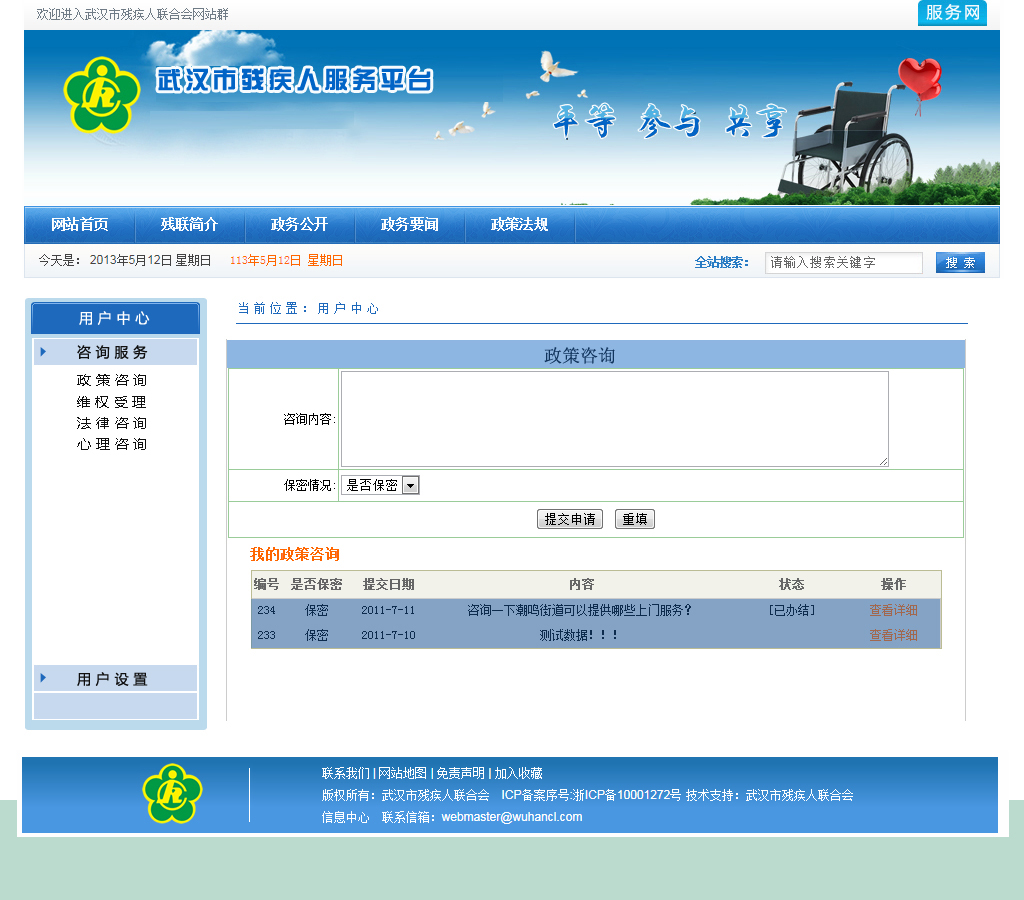 欢迎进入武汉市残疾人联合会网站群
服务网
武汉市残疾人服务平台
平等 参与 共享
网站首页 残联简介 政务公开 政务要闻 政策法规
今天是： 2013年5月12日 星期日 113年5月12日 星期日 全站搜索： 请输入搜索关键字 搜 索
用户中心
当前位置：用户中心
咨询服务
政策咨询
维权受理
法律咨询
心理咨询
用户设置
政策咨询
咨询内容:
保密情况: 是否保密
提交申请 重填
我的政策咨询
编号 是否保密 提交日期 内容 状态 操作
234 保密 2011-7-11 咨询一下潮鸣街道可以提供哪些上门服务？ [已办结] 查看详细
233 保密 2011-7-10 测试数据！！！ 查看详细
联系我们 | 网站地图 | 免责声明 | 加入收藏
版权所有：武汉市残疾人联合会 ICP备案序号:浙ICP备10001272号 技术支持：武汉市残疾人联合会
信息中心 联系信箱：webmaster@wuhancl.com